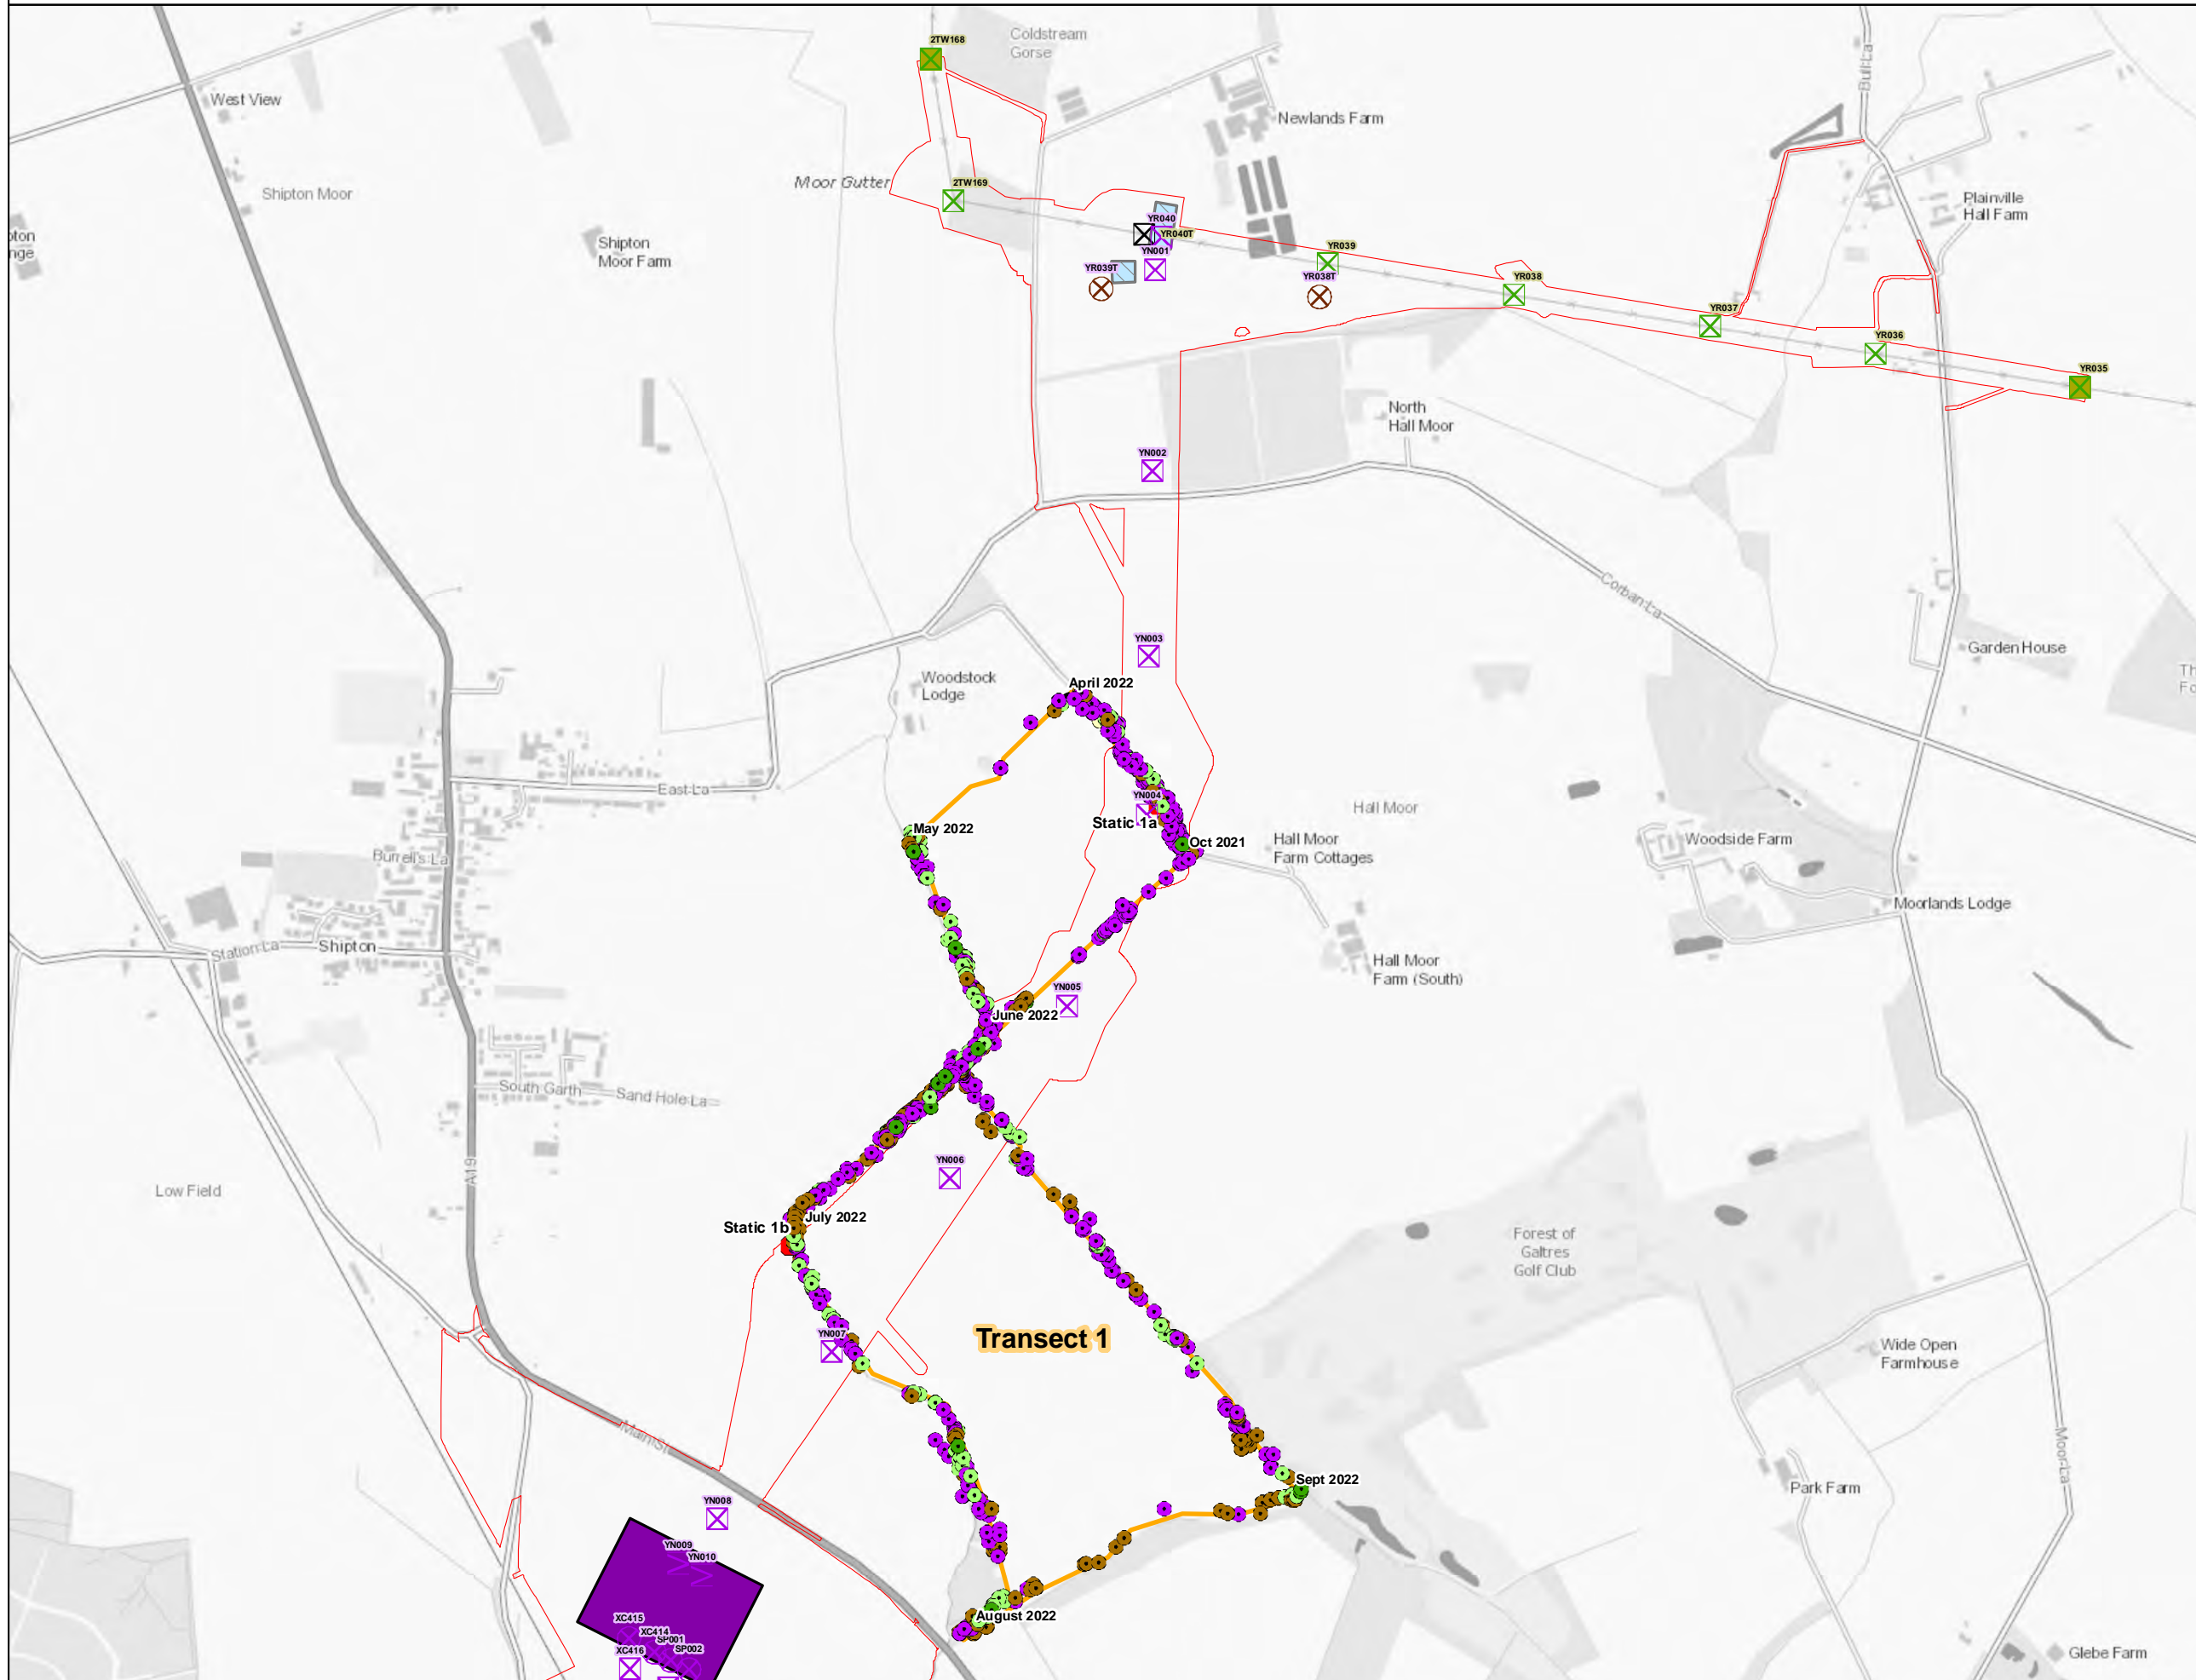 2TW168
Coldstream
Gorse
Bull La
West View
Newlands Farm
Shipton Moor
Moor Gutter
2TW169
Plainville
Hall Farm
YR040
YR040T
YN001
YR039
YR039T
YR038T
YR038
Shipton
Moor Farm
YR037
YR036
YR035
North
Hall Moor
YN002
Corban La
YN003
Garden House
Woodstock
Lodge
April 2022
East La
YN004
Static 1a
Hall Moor
May 2022
Oct 2021
Hall Moor
Farm Cottages
Woodside Farm
Burrell's La
Moorlands Lodge
Station La
Shipton
Hall Moor
Farm (South)
YN005
June 2022
South Garth
Sand Hole La
A19
YN006
Low Field
July 2022
Static 1b
Forest of
Galtres
Golf Club
YN007
Transect 1
Wide Open
Farmhouse
Moor La
Sept 2022
Park Farm
YN008
YN009
YN010
August 2022
XC415
XC414
SP001
SP002
XC416
Glebe Farm